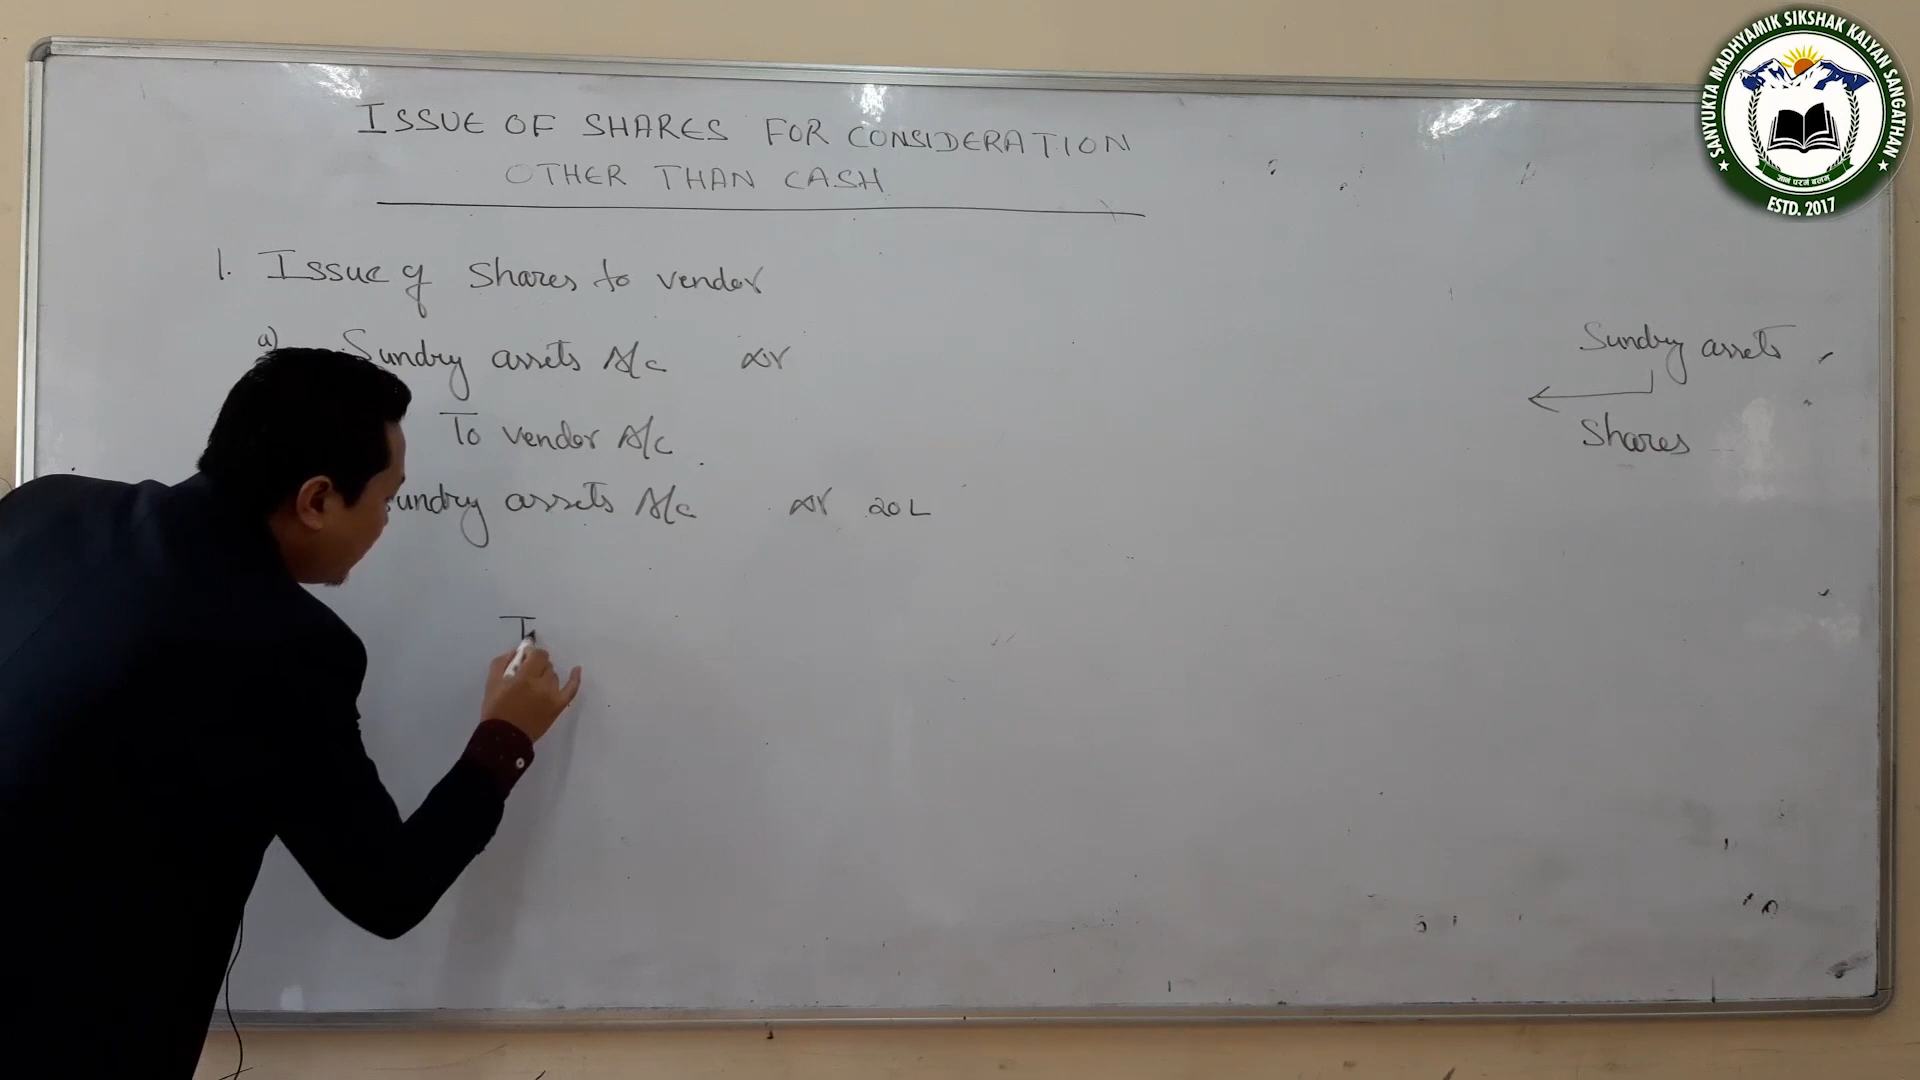 ISSUE OF SHARES FOR CONSIDERATION
OTHER THAN CASH
1. Issue of Shares to vendor
a) Sundry assets A/c Dr
To vendor A/c
undry assets A/c Dr 20L
T
Sundry assets
Shares
SANYUKTA MADHYAMIK SIKSHAK KALYAN SANGATHAN
ESTD. 2017